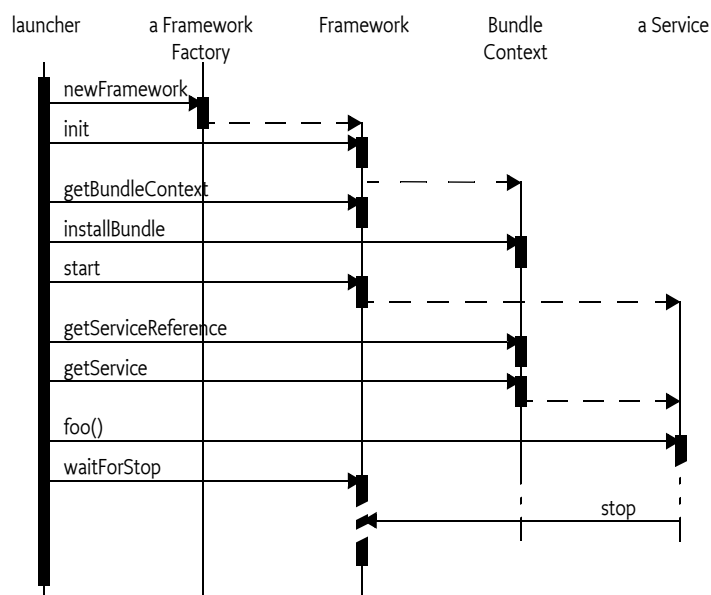 launcher
a Framework
Factory
Framework
Bundle
Context
a Service
newFramework
init
getBundleContext
installBundle
start
getServiceReference
getService
foo()
waitForStop
stop